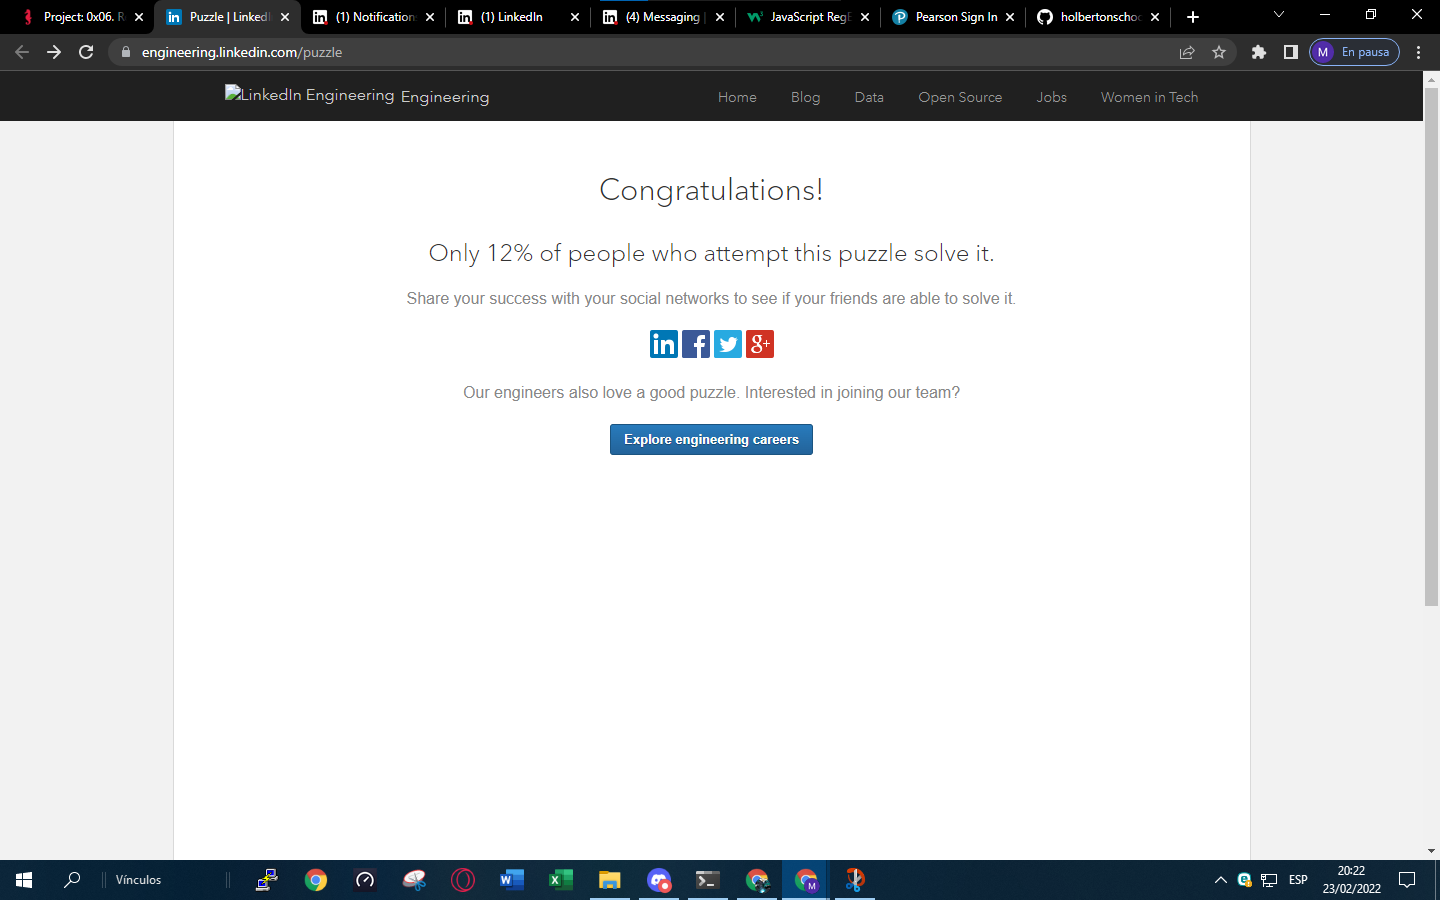 Project: 0x06. R
Puzzle | Linked
(1) Notification
(1) LinkedIn
(4) Messaging |
JavaScript RegE
Pearson Sign In
holbertonschoo
engineering.linkedin.com/puzzle
M En pausa
LinkedIn Engineering Engineering
Home Blog Data Open Source Jobs Women in Tech
Congratulations!
Only 12% of people who attempt this puzzle solve it.
Share your success with your social networks to see if your friends are able to solve it.
in f g+
Our engineers also love a good puzzle. Interested in joining our team?
Explore engineering careers
Vínculos
ESP
20:22
23/02/2022